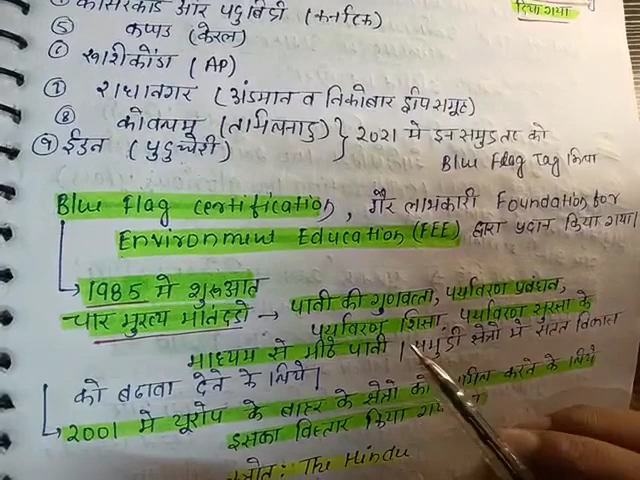 कासरकोड और पदुबिद्री (कर्नाटक)
दिया गया
⑤ कप्पड (केरल)
⑥ रूषीकोंडा (AP)
⑦ राधानगर (अंडमान व निकोबार द्वीपसमूह)
⑧ कोवलम (तमिलनाडु) } 2021 में इन समुद्र तट को
⑨ ईडन (पुदुच्चेरी) Blue Flag Tag मिला
Blue Flag certification, गैर लाभकारी Foundation for
Environment Education (FEE) द्वारा प्रदान किया गया।
1985 में शुरूआत
चार मुख्य मानदंडो → पानी की गुणवत्ता, पर्यावरण प्रबंधन,
पर्यावरण शिक्षा, पर्यावरण सुरक्षा के
माध्यम से मीठे पानी / समुद्री क्षेत्रो में सतत विकास
को बढावा देने के लिये।
2001 में यूरोप के बाहर के क्षेत्रो को करने के लिये
इसका विस्तार किया
स्त्रोत: The Hindu